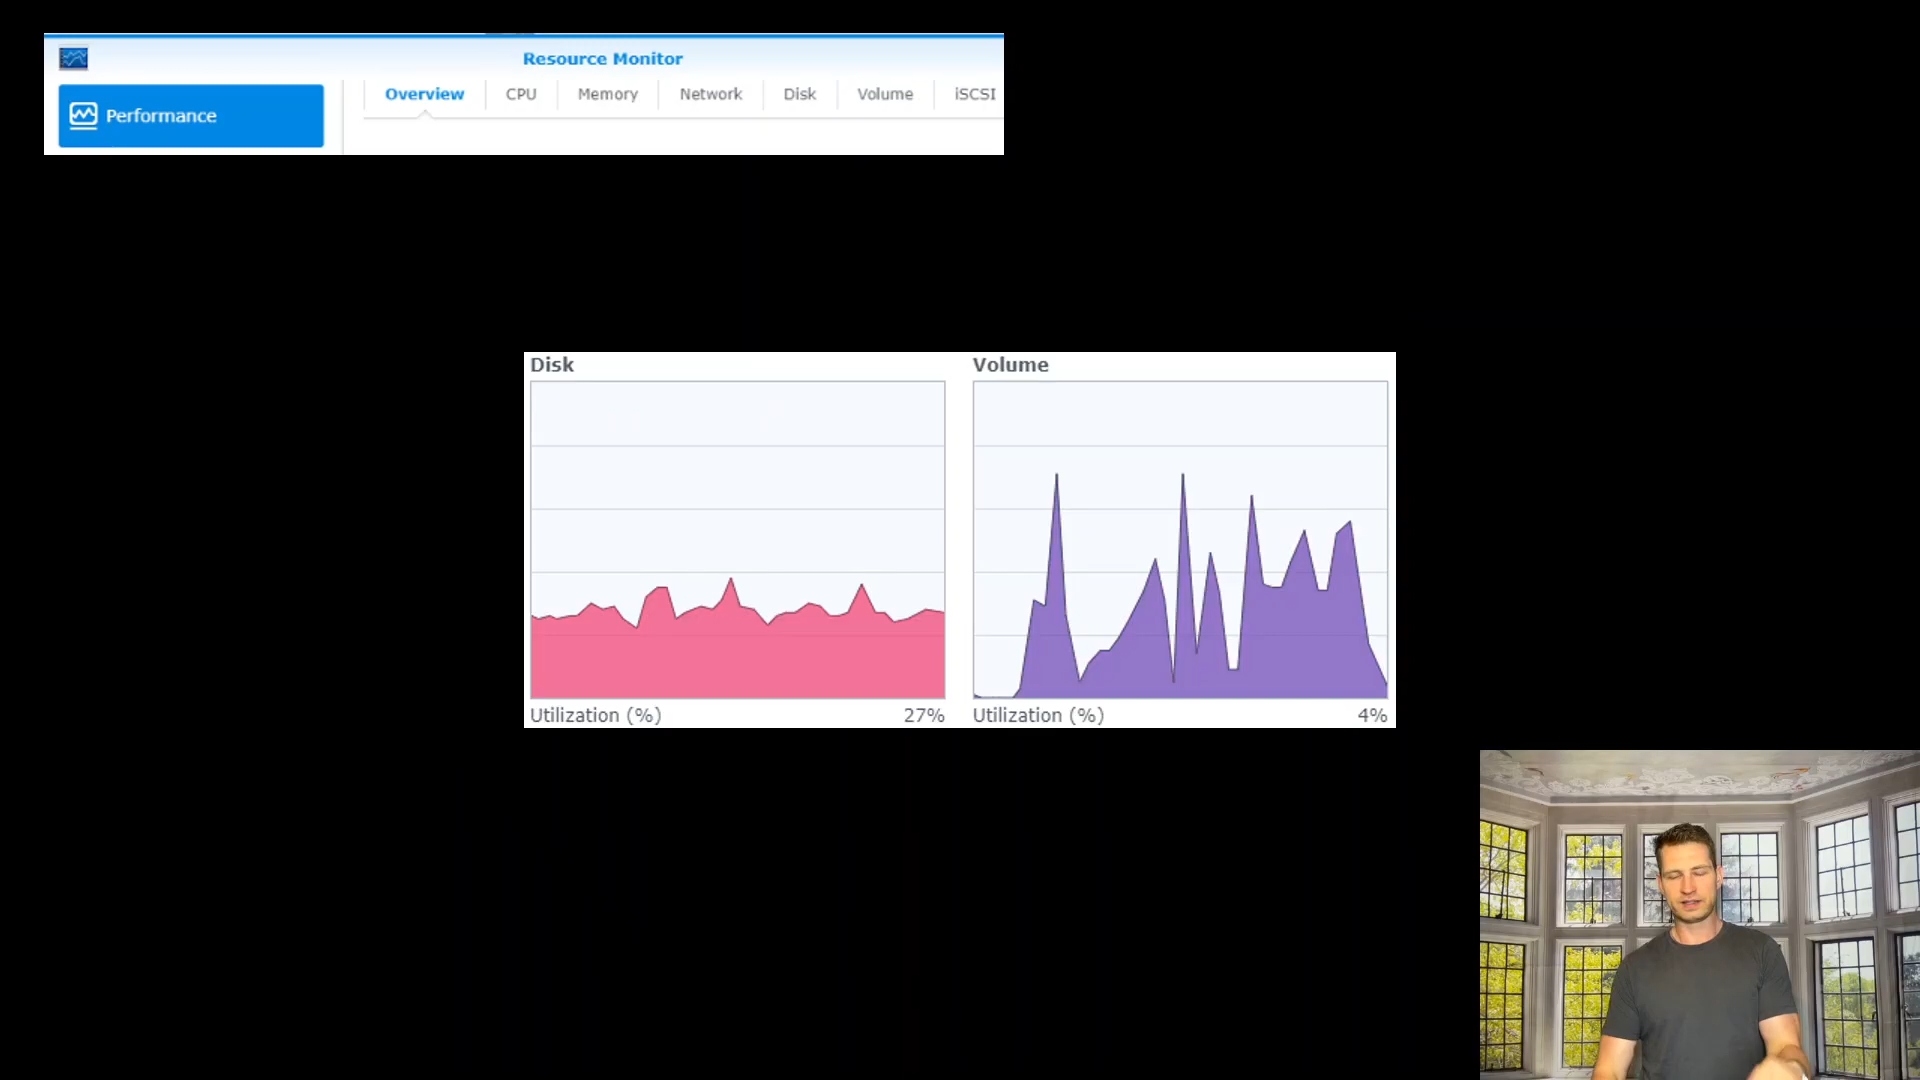 Resource Monitor
Performance
Overview CPU Memory Network Disk Volume iSCSI
Disk Volume
Utilization (%) 27% Utilization (%) 4%